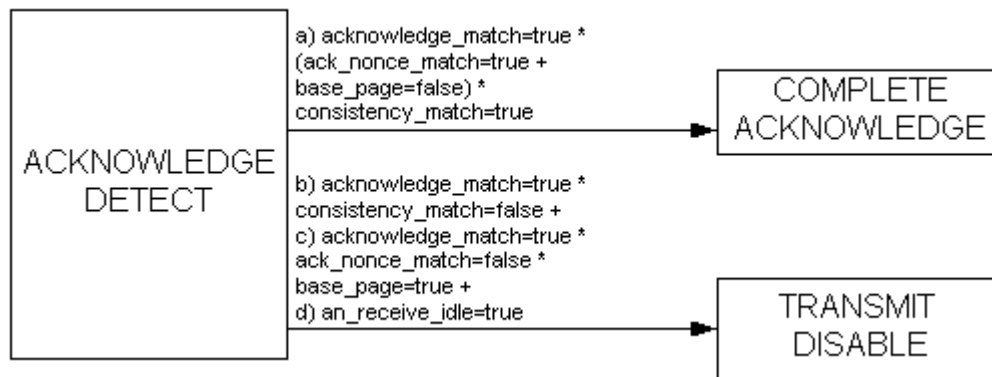 ACKNOWLEDGE
DETECT
a) acknowledge_match=true *
(ack_nonce_match=true +
base_page=false) *
consistency_match=true
COMPLETE
ACKNOWLEDGE
b) acknowledge_match=true *
consistency_match=false +
c) acknowledge_match=true *
ack_nonce_match=false *
base_page=true +
d) an_receive_idle=true
TRANSMIT
DISABLE